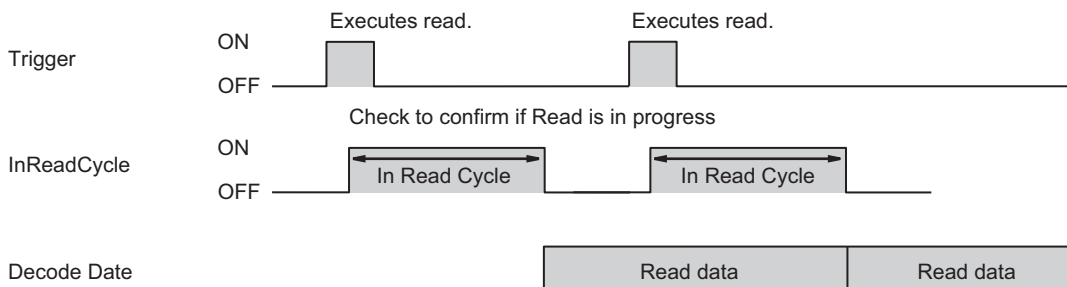 Executes read.
Executes read.
ON
Trigger
OFF
Check to confirm if Read is in progress
ON
InReadCycle
In Read Cycle
In Read Cycle
OFF
Decode Date
Read data
Read data